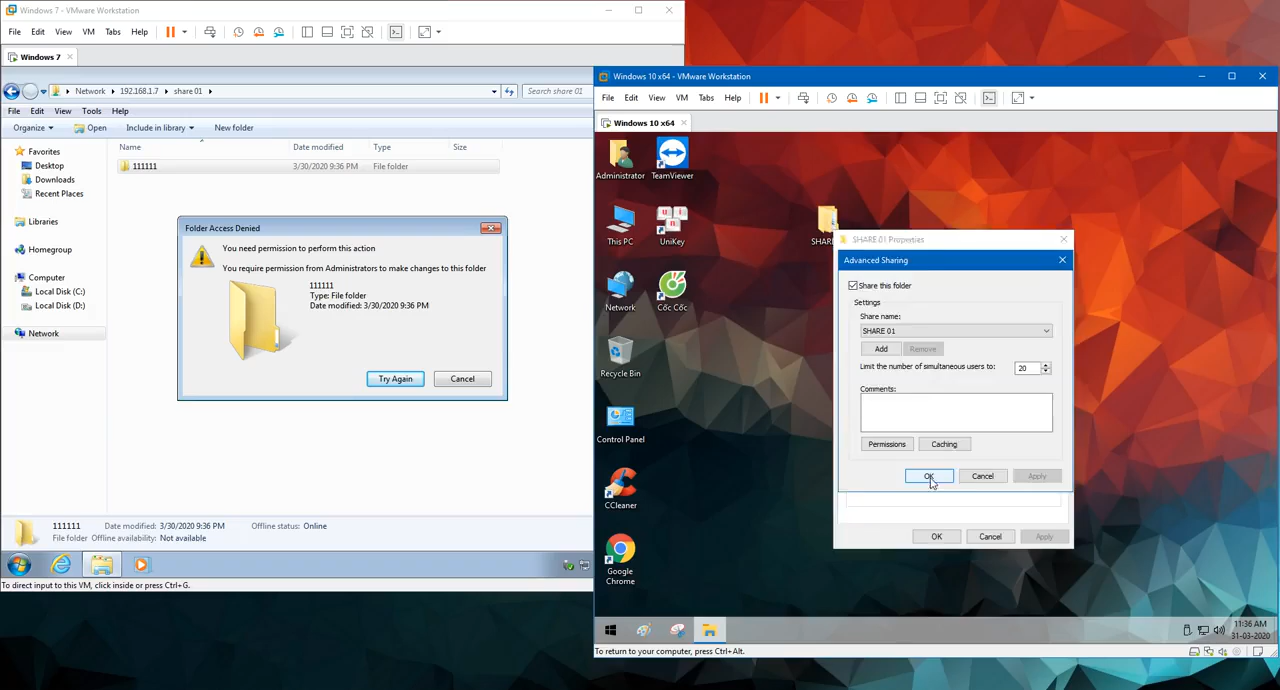 Windows 7 - VMware Workstation
File Edit View VM Tabs Help
Windows 7
Network 192.168.1.7 share 01
Search share 01
File Edit View Tools Help
Organize Open Include in library New folder
Name Date modified Type Size
111111 3/30/2020 9:36 PM File folder
Favorites
Desktop
Downloads
Recent Places
Libraries
Homegroup
Computer
Local Disk (C:)
Local Disk (D:)
Network
Folder Access Denied
You need permission to perform this action
You require permission from Administrators to make changes to this folder
111111
Type: File folder
Date modified: 3/30/2020 9:36 PM
Try Again Cancel
111111 Date modified: 3/30/2020 9:36 PM Offline status: Online
File folder Offline availability: Not available
To direct input to this VM, click inside or press Ctrl+G.
Windows 10 x64 - VMware Workstation
File Edit View VM Tabs Help
Windows 10 x64
Administrator
TeamViewer
This PC
UniKey
Network
Cốc Cốc
Recycle Bin
Control Panel
CCleaner
Google
Chrome
SHARE 01 Properties
Advanced Sharing
Share this folder
Settings
Share name:
SHARE 01
Add Remove
Limit the number of simultaneous users to: 20
Comments:
Permissions Caching
OK Cancel Apply
OK Cancel Apply
11:36 AM
31-03-2020
To return to your computer, press Ctrl+Alt.